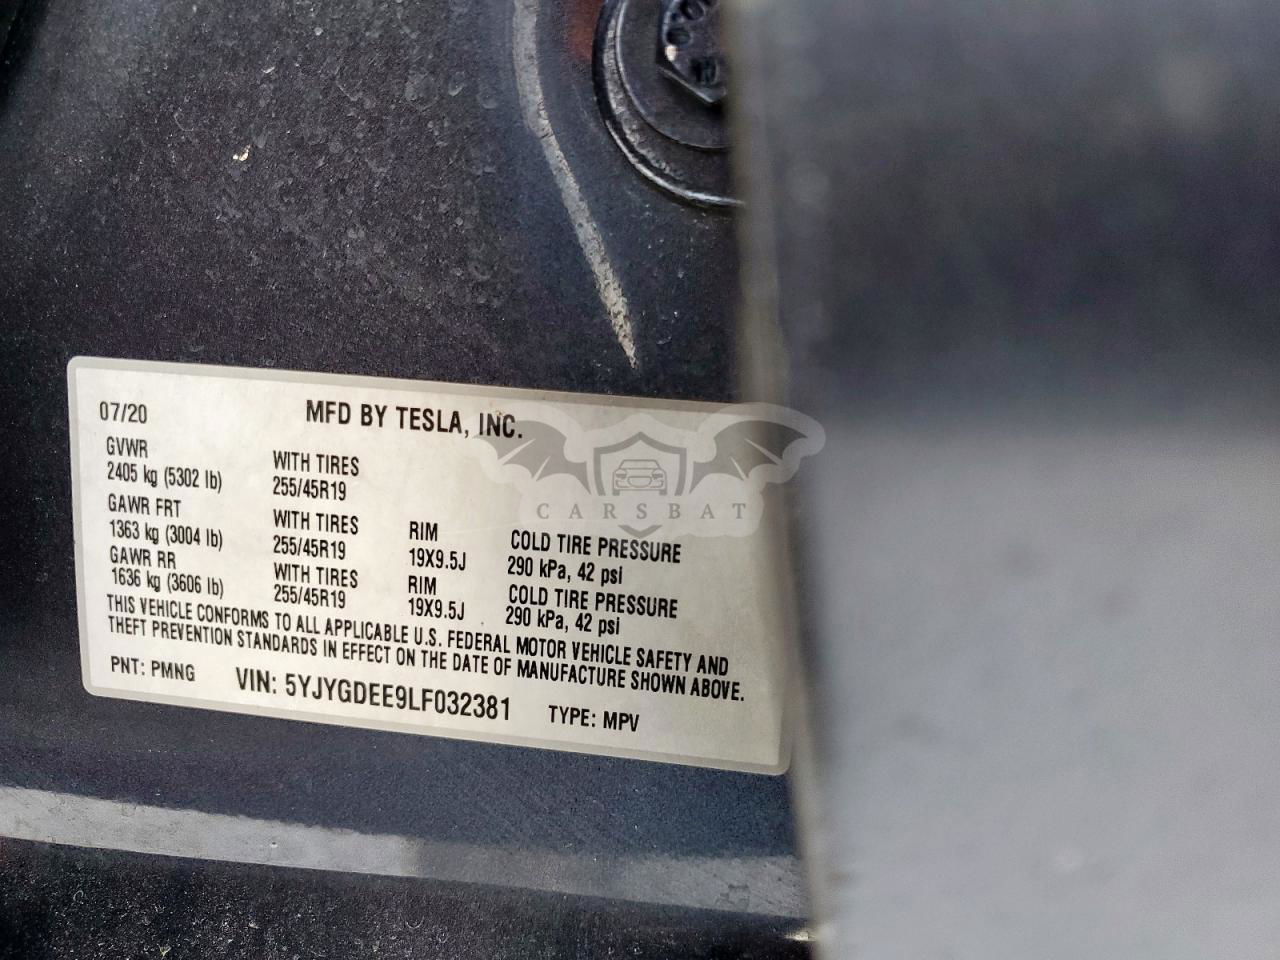 07/20 MFD BY TESLA, INC.
GVWR
2405 kg (5302 lb)
WITH TIRES
255/45R19
GAWR FRT
1363 kg (3004 lb)
WITH TIRES
255/45R19
RIM
19X9.5J
COLD TIRE PRESSURE
290 kPa, 42 psi
GAWR RR
1636 kg (3606 lb)
WITH TIRES
255/45R19
RIM
19X9.5J
COLD TIRE PRESSURE
290 kPa, 42 psi
THIS VEHICLE CONFORMS TO ALL APPLICABLE U.S. FEDERAL MOTOR VEHICLE SAFETY AND
THEFT PREVENTION STANDARDS IN EFFECT ON THE DATE OF MANUFACTURE SHOWN ABOVE.
PNT: PMNG VIN: 5YJYGDEE9LF032381 TYPE: MPV
CARSBAT